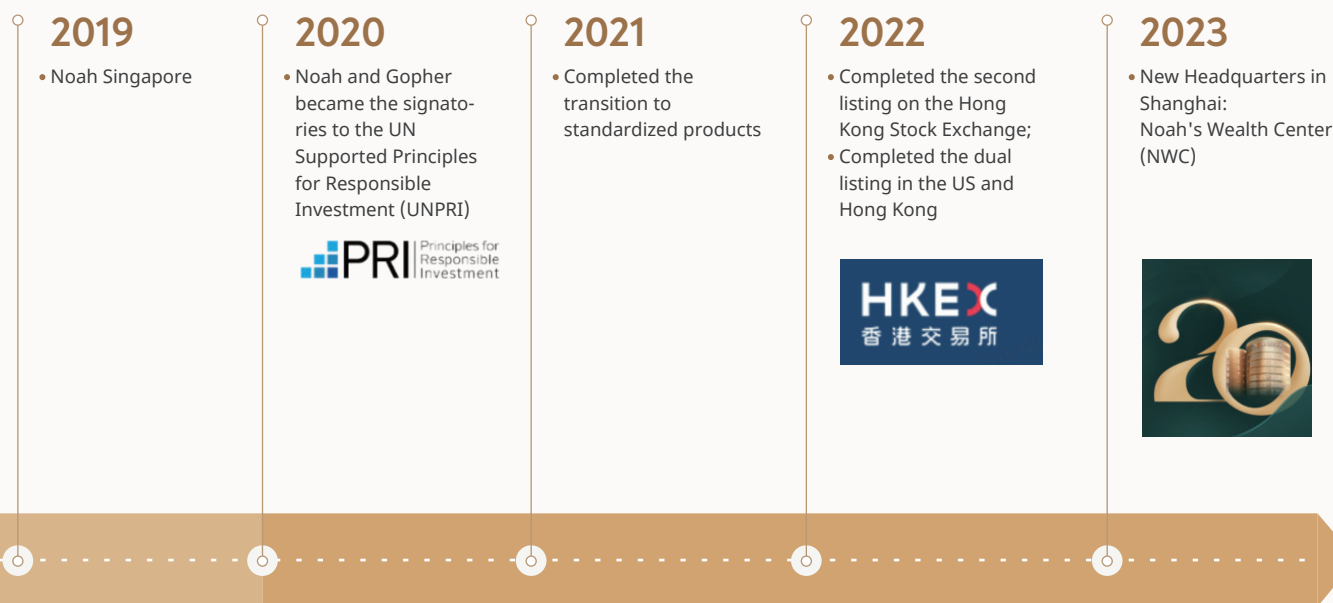 2019
• Noah Singapore
2020
• Noah and Gopher
became the signato-
ries to the UN
Supported Principles
for Responsible
Investment (UNPRI)
PRI
Principles for
Responsible
Investment
2021
• Completed the
transition to
standardized products
2022
• Completed the second
listing on the Hong
Kong Stock Exchange;
• Completed the dual
listing in the US and
Hong Kong
HKEX
香港交易所
2023
• New Headquarters in
Shanghai:
Noah's Wealth Center
(NWC)
20